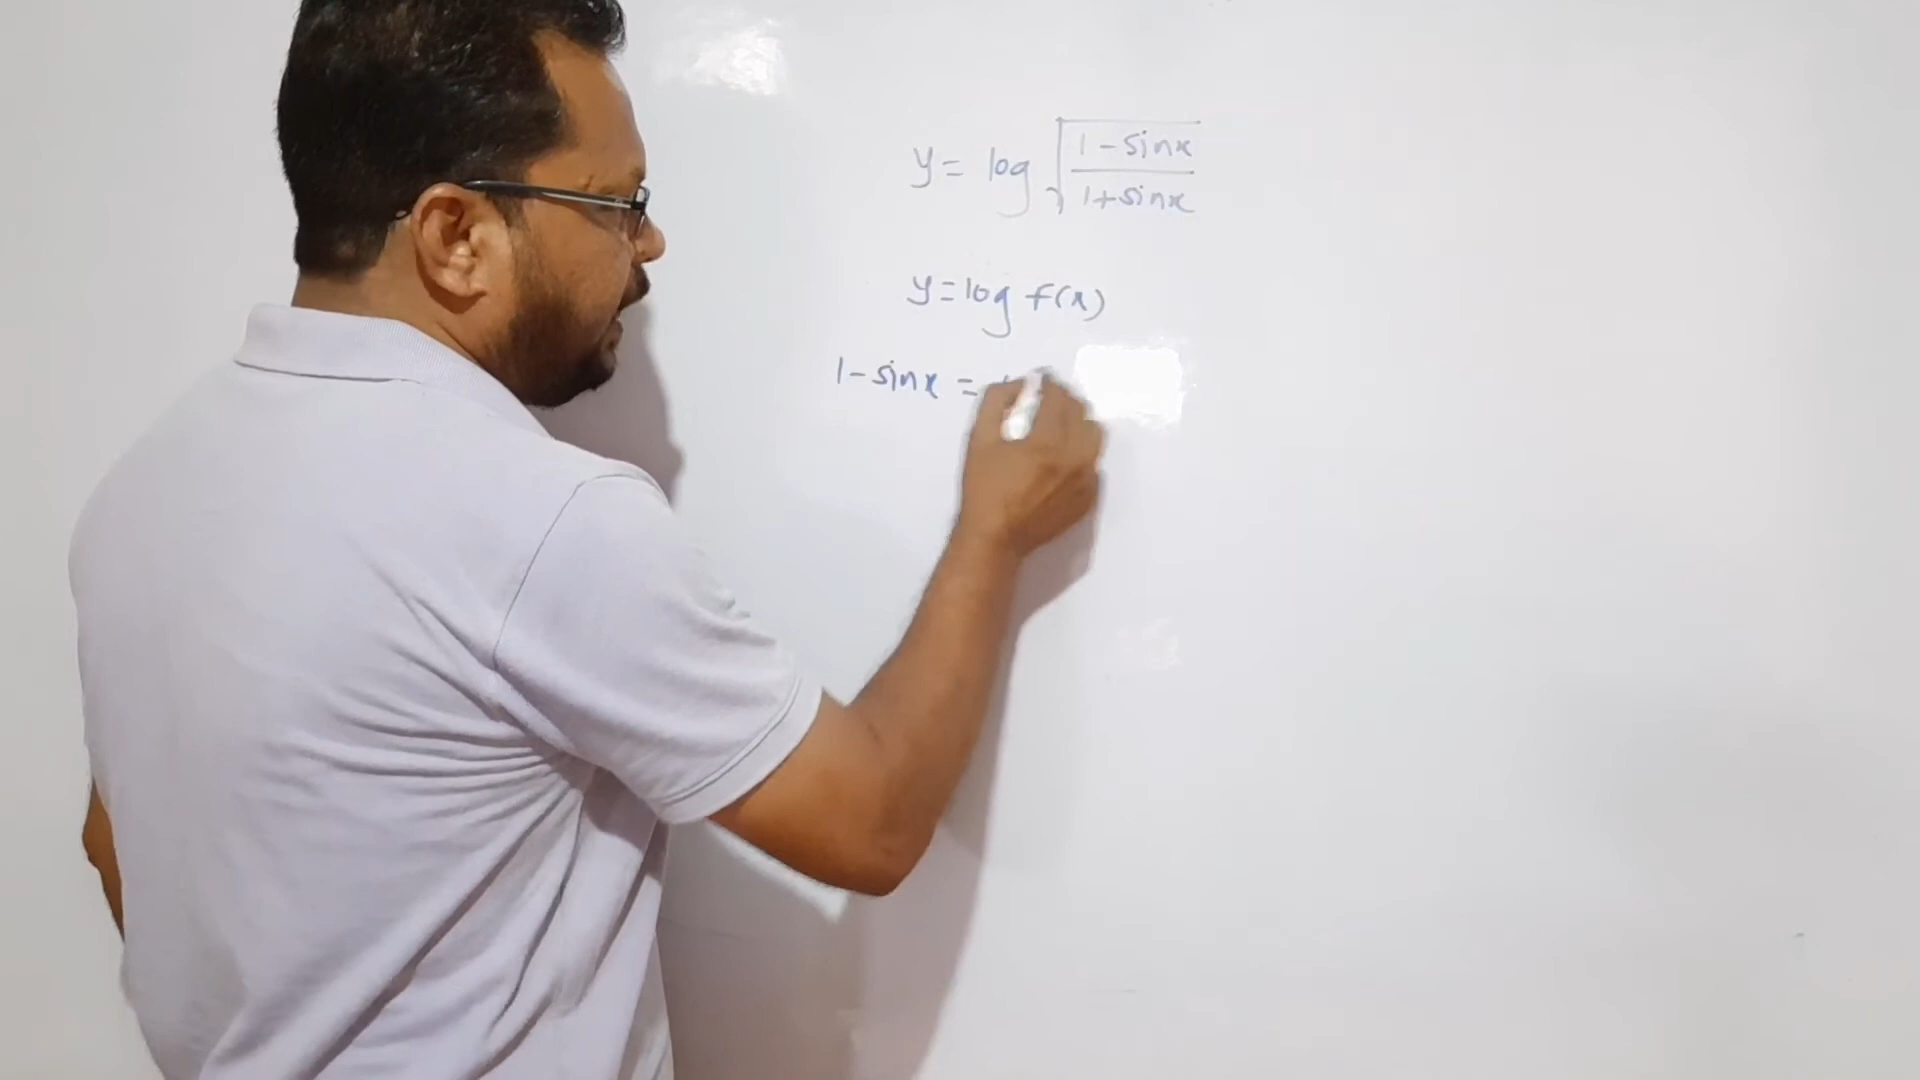 y = log √(1 - sinx / 1 + sinx)
y = log f(x)
1 - sinx =